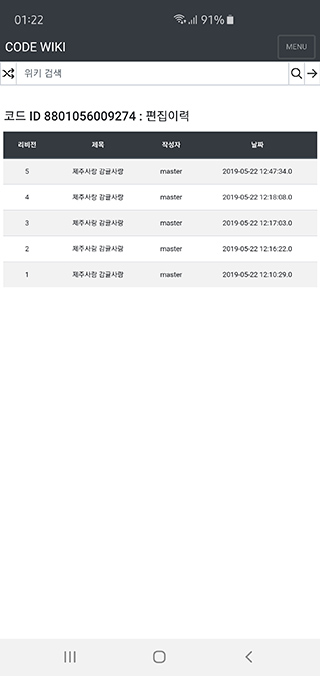 01:22 91%
CODE WIKI MENU
위키 검색
코드 ID 8801056009274 : 편집이력
리비전 제목 작성자 날짜
5 제주사랑 감귤사랑 master 2019-05-22 12:47:34.0
4 제주사랑 감귤사랑 master 2019-05-22 12:18:08.0
3 제주사랑 감귤사랑 master 2019-05-22 12:17:03.0
2 제주사랑 감귤사랑 master 2019-05-22 12:16:22.0
1 제주사랑 감귤사랑 master 2019-05-22 12:10:29.0